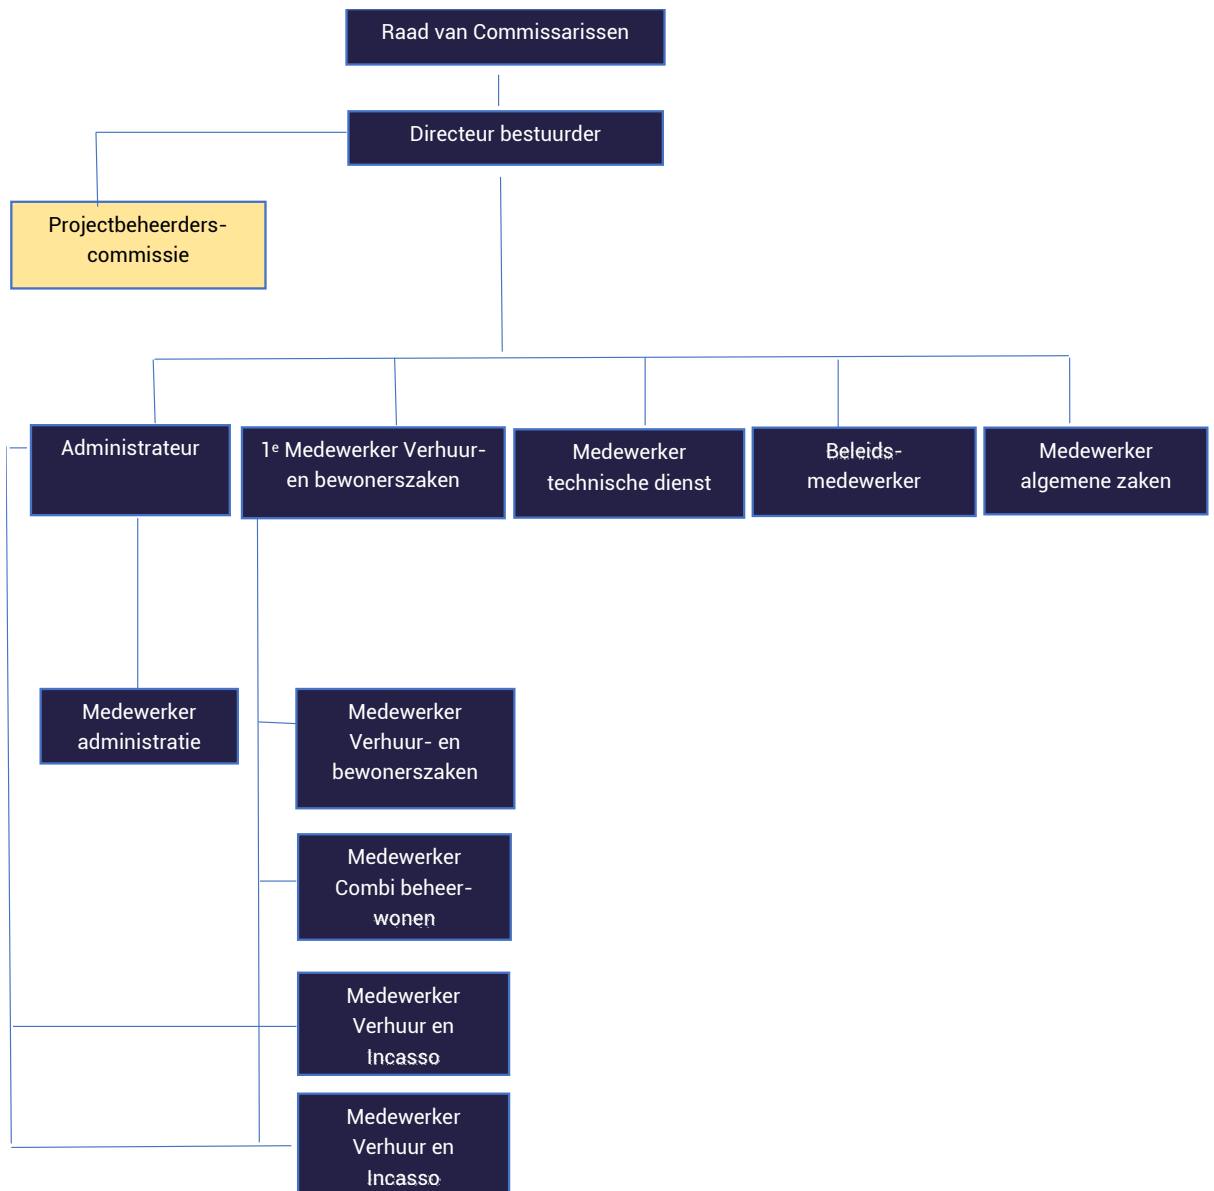 Raad van Commissarissen
Directeur bestuurder
Projectbeheerders-
commissie
Administrateur
1e Medewerker Verhuur-
en bewonerszaken
Medewerker
technische dienst
Beleids-
medewerker
Medewerker
algemene zaken
Medewerker
administratie
Medewerker
Verhuur- en
bewonerszaken
Medewerker
Combi beheer-
wonen
Medewerker
Verhuur en
Incasso
Medewerker
Verhuur en
Incasso